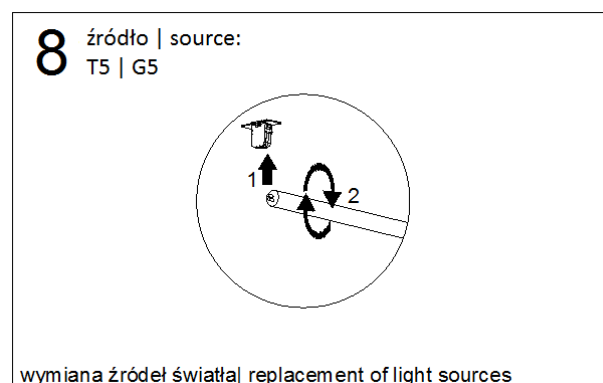 8 źródło | source:
T5 | G5
1
2
wymiana źródeł światła| replacement of light sources